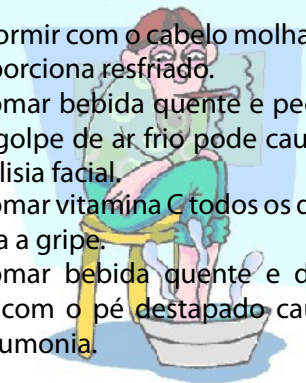 ormir com o cabelo molha
porciona resfriado.
omar bebida quente e pe
golpe de ar frio pode cau
lisia facial.
omar vitamina C todos os
a a gripe.
omar bebida quente e d
com o pé destapado cau
umonia.